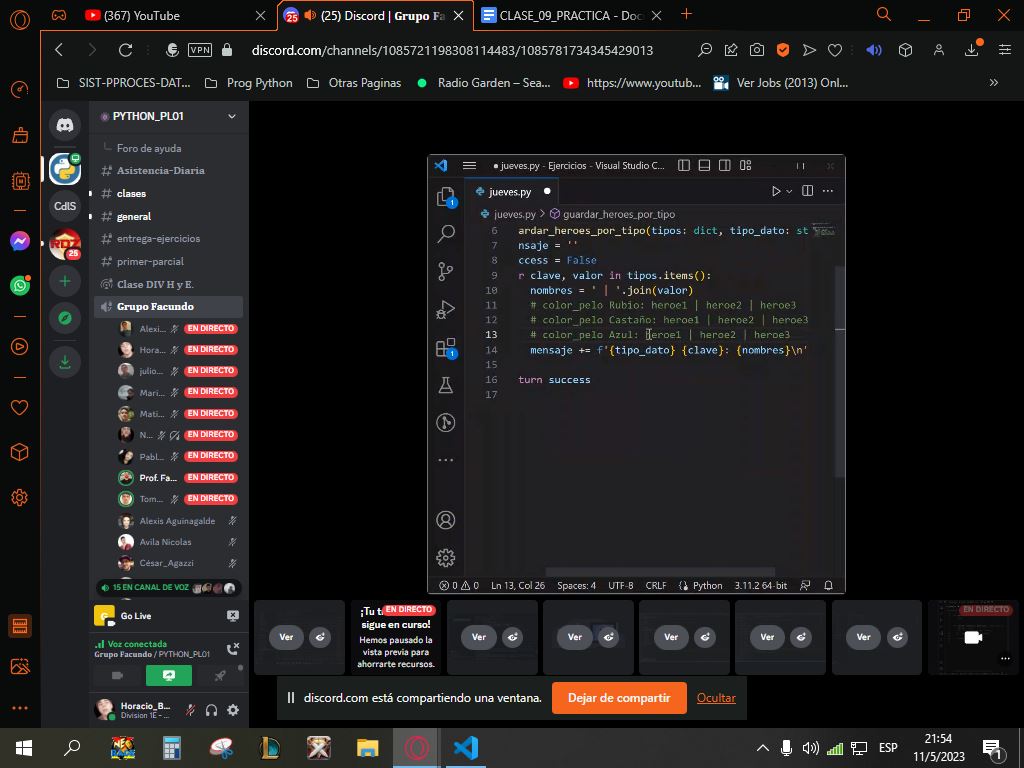 (367) YouTube
25
(25) Discord | Grupo Fa
CLASE_09_PRACTICA - Doc
VPN
discord.com/channels/1085721198308114483/1085781734345429013
SIST-PPROCES-DAT...
Prog Python
Otras Paginas
Radio Garden – Sea...
https://www.youtub...
Ver Jobs (2013) Onl...
PYTHON_PL01
Foro de ayuda
Asistencia-Diaria
clases
general
entrega-ejercicios
primer-parcial
Clase DIV H y E.
Grupo Facundo
CdIS
25
Alexi... EN DIRECTO
Hora... EN DIRECTO
julio... EN DIRECTO
Mari... EN DIRECTO
Mati... EN DIRECTO
N... EN DIRECTO
Pabl... EN DIRECTO
Prof. Fa... EN DIRECTO
Tom... EN DIRECTO
Alexis Aguinagalde
Avila Nicolas
César_Agazzi
15 EN CANAL DE VOZ
Go Live
Voz conectada
Grupo Facundo / PYTHON_PL01
Horacio_B...
Division 1E - ...
jueves.py - Ejercicios - Visual Studio C...
jueves.py
jueves.py > guardar_heroes_por_tipo
6 ardar_heroes_por_tipo(tipos: dict, tipo_dato: st
7 nsaje = ''
8 ccess = False
9 r clave, valor in tipos.items():
10 nombres = ' | '.join(valor)
11 # color_pelo Rubio: heroe1 | heroe2 | heroe3
12 # color_pelo Castaño: heroe1 | heroe2 | heroe3
13 # color_pelo Azul: heroe1 | heroe2 | heroe3
14 mensaje += f'{tipo_dato} {clave}: {nombres}\n'
15
16 turn success
17
1
1
0 0 Ln 13, Col 26 Spaces: 4 UTF-8 CRLF Python 3.11.2 64-bit
Ver
EN DIRECTO
¡Tu t
sigue en curso!
Hemos pausado la
vista previa para
ahorrarte recursos.
Ver
Ver
Ver
Ver
Ver
EN DIRECTO
discord.com está compartiendo una ventana.
Dejar de compartir
Ocultar
ESP
21:54
11/5/2023
1